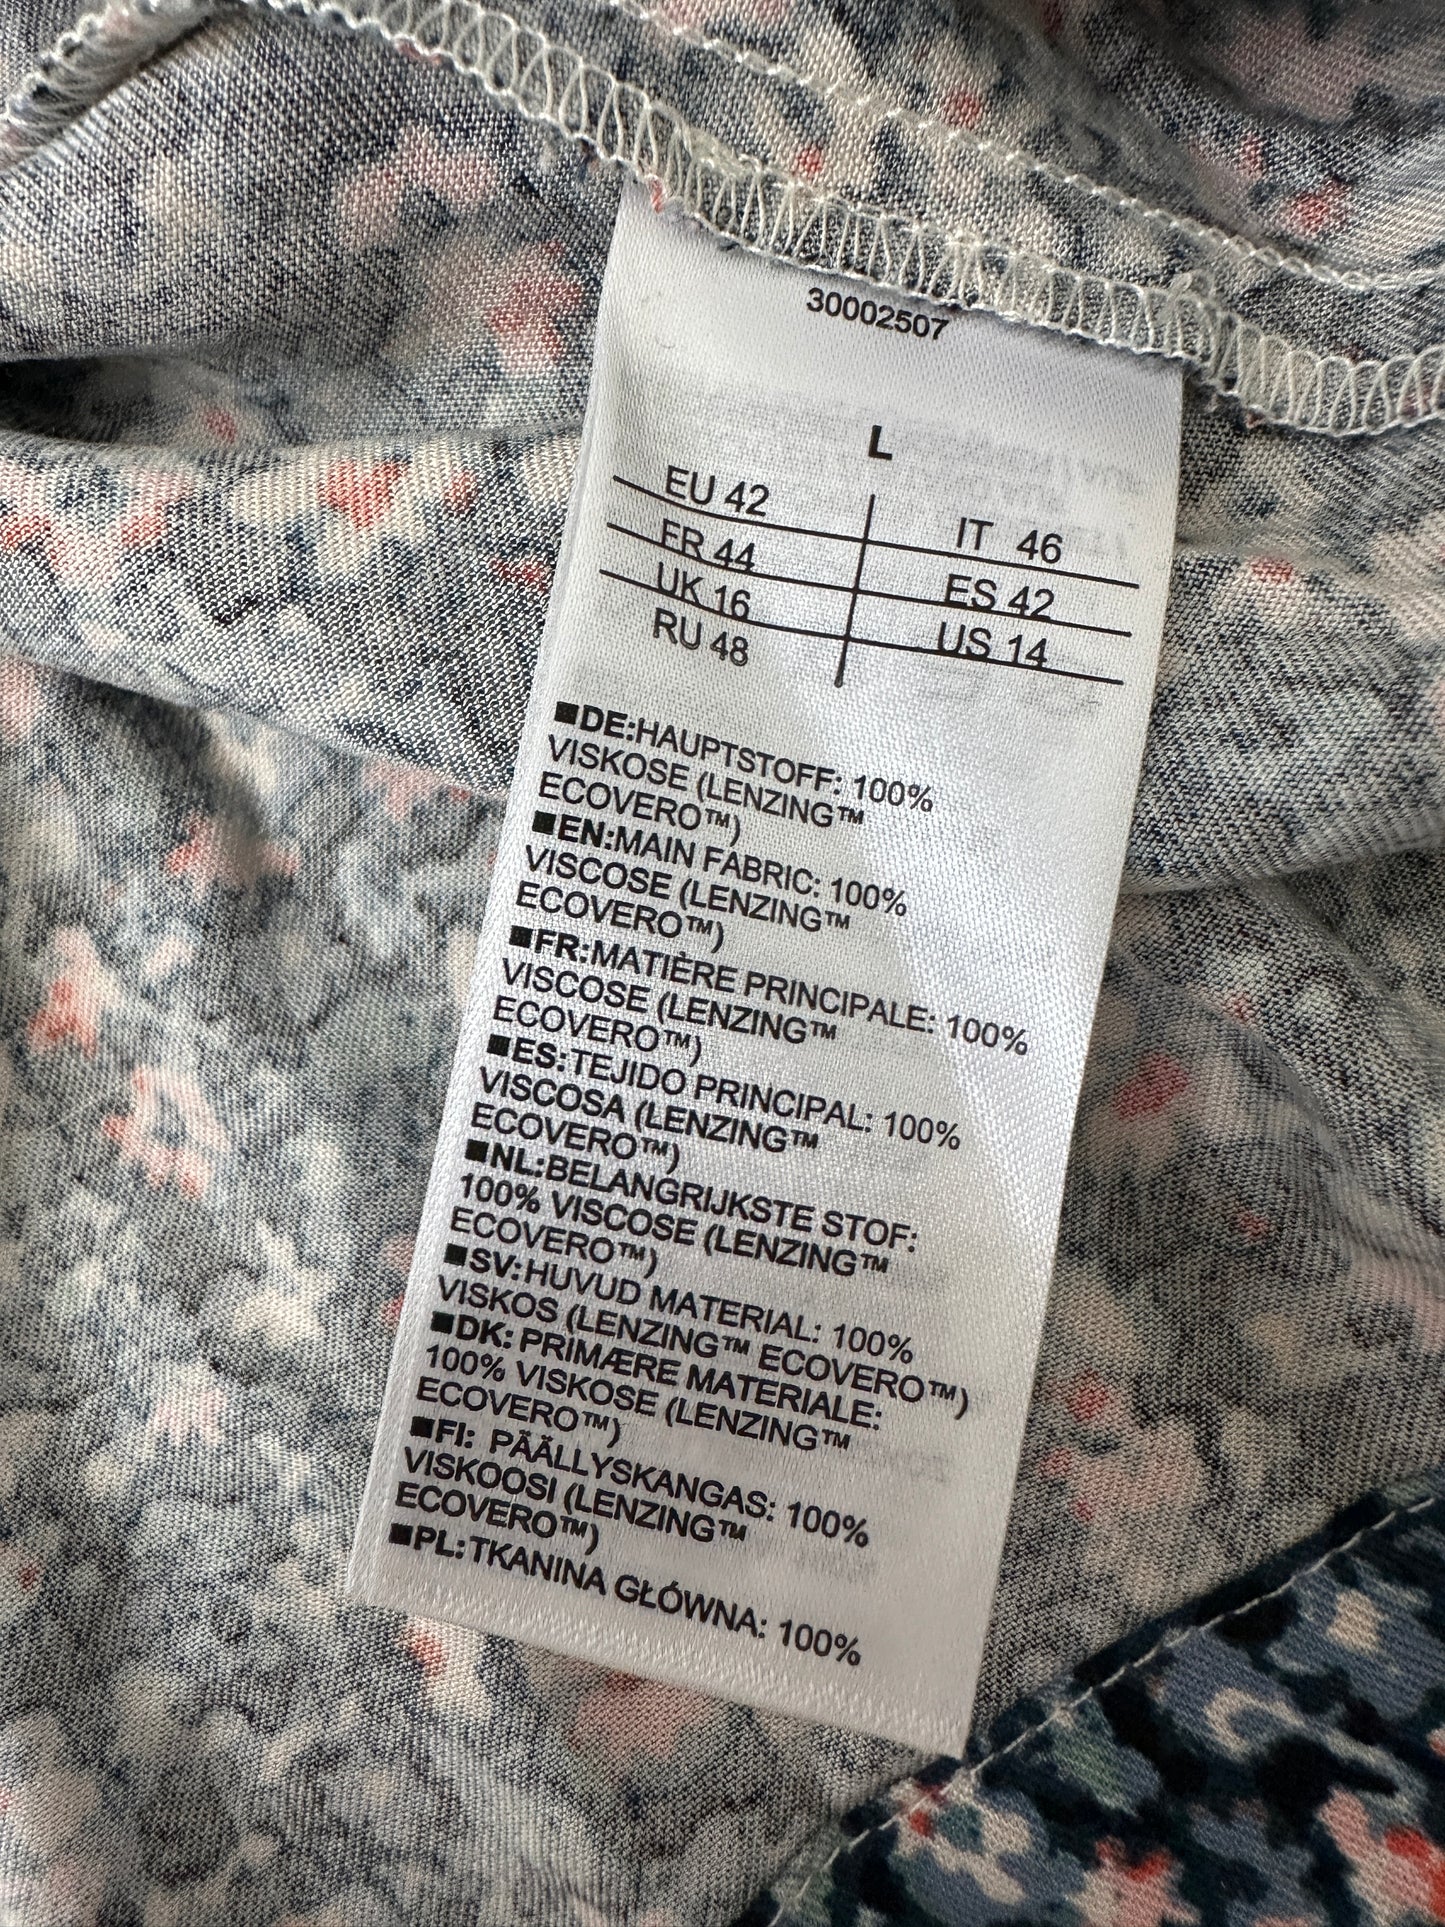 30002507
L
EU 42 IT 46
FR 44 ES 42
UK 16 US 14
RU 48
■DE:HAUPTSTOFF: 100%
VISKOSE (LENZING™
ECOVERO™)
■EN:MAIN FABRIC: 100%
VISCOSE (LENZING™
ECOVERO™)
■FR:MATIÈRE PRINCIPALE: 100%
VISCOSE (LENZING™
ECOVERO™)
■ES:TEJIDO PRINCIPAL: 100%
VISCOSA (LENZING™
ECOVERO™)
■NL:BELANGRIJKSTE STOF:
100% VISCOSE (LENZING™
ECOVERO™)
■SV:HUVUD MATERIAL: 100%
VISKOS (LENZING™ ECOVERO™)
■DK: PRIMÆRE MATERIALE:
100% VISKOSE (LENZING™
ECOVERO™)
■FI: PÄÄLLYSKANGAS: 100%
VISKOOSI (LENZING™
ECOVERO™)
■PL:TKANINA GŁÓWNA: 100%